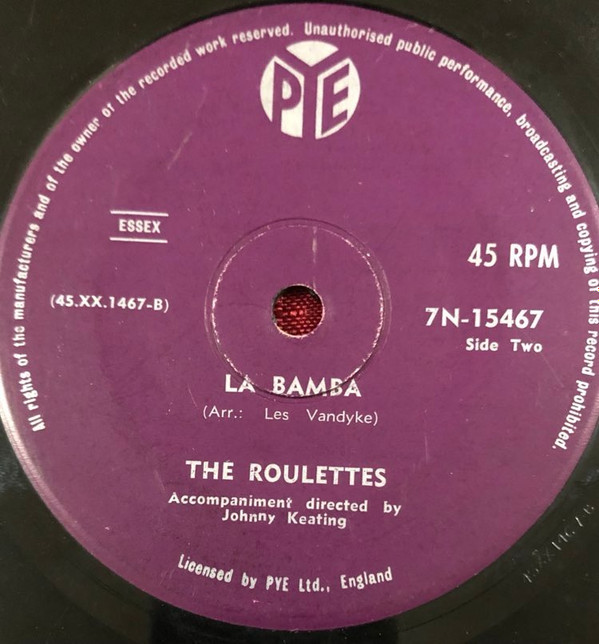 All rights of the manufacturers and of the owner of the recorded work reserved. Unauthorised public performance, broadcasting and copying of this record prohibited.
PYE
ESSEX
45 RPM
(45.XX.1467-B)
7N-15467
Side Two
LA BAMBA
(Arr.: Les Vandyke)
THE ROULETTES
Accompaniment directed by
Johnny Keating
Licensed by PYE Ltd., England